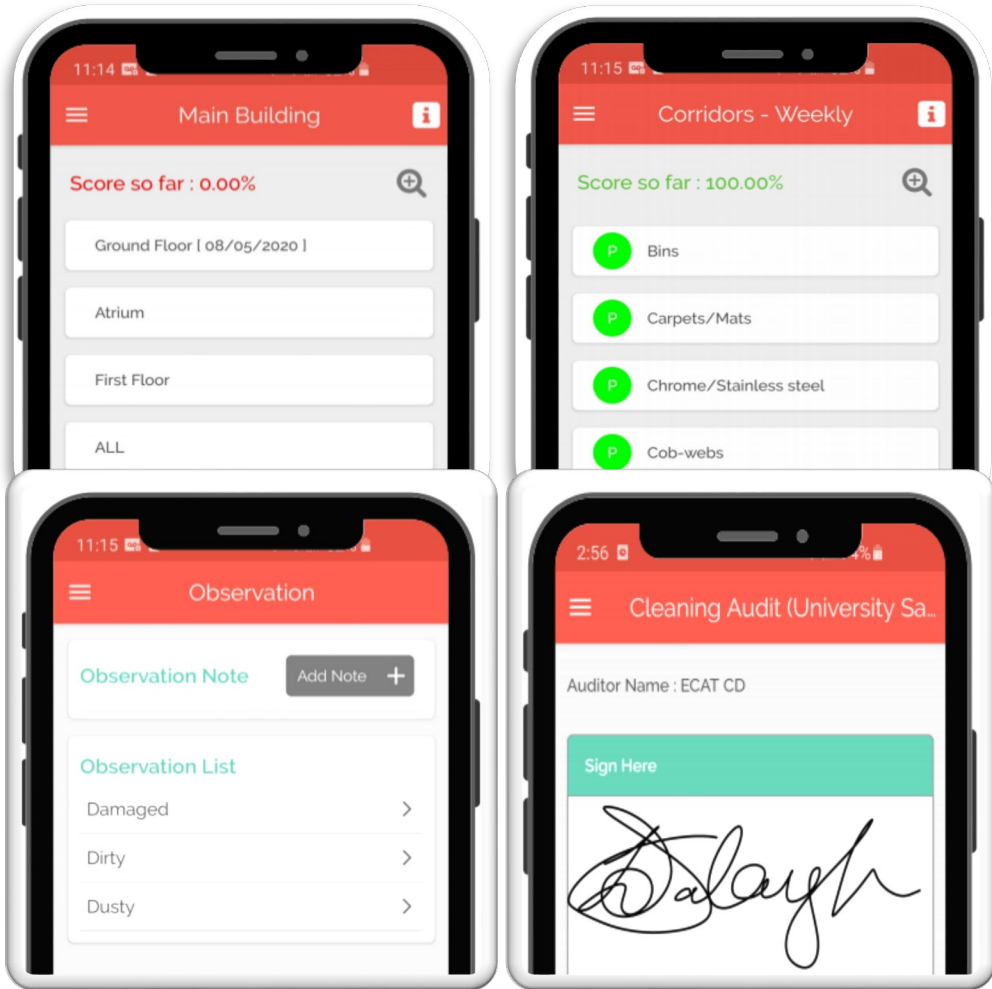 11:14
Main Building
Score so far : 0.00%
Ground Floor [ 08/05/2020 ]
Atrium
First Floor
ALL
11:15
Corridors - Weekly
Score so far : 100.00%
P Bins
P Carpets/Mats
P Chrome/Stainless steel
P Cob-webs
11:15
Observation
Observation Note
Add Note +
Observation List
Damaged
Dirty
Dusty
2:56
Cleaning Audit (University Sa...
Auditor Name : ECAT CD
Sign Here